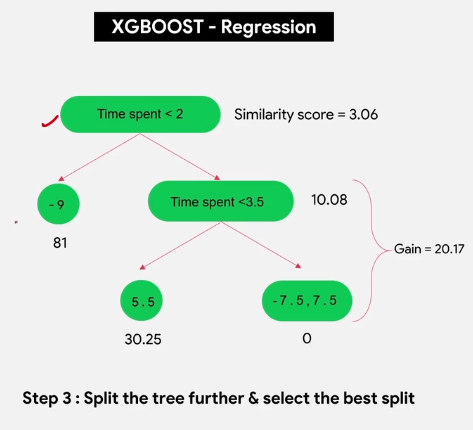 XGBOOST - Regression
Time spent < 2
Similarity score = 3.06
- 9
Time spent <3.5
10.08
81
Gain = 20.17
5.5
-7.5,7.5
30.25
0
Step 3 : Split the tree further & select the best split